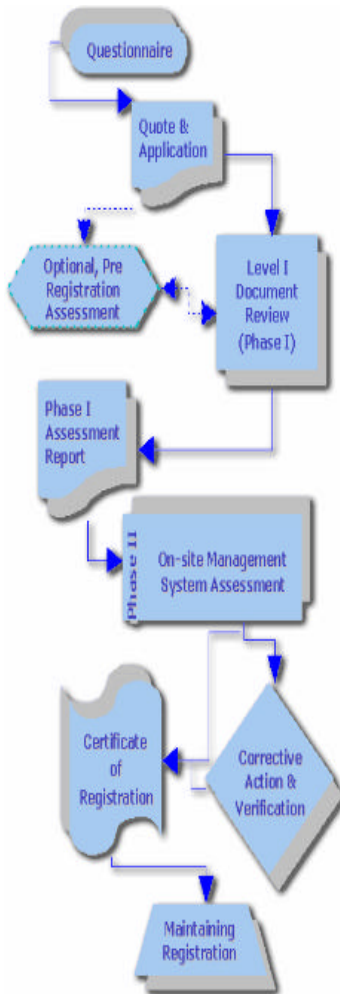 Questionnaire
Quote &
Application
Optional, Pre
Registration
Assessment
Level I
Document
Review
(Phase I)
Phase I
Assessment
Report
Phase II
On-site Management
System Assessment
Certificate
of
Registration
Corrective
Action &
Verification
Maintaining
Registration